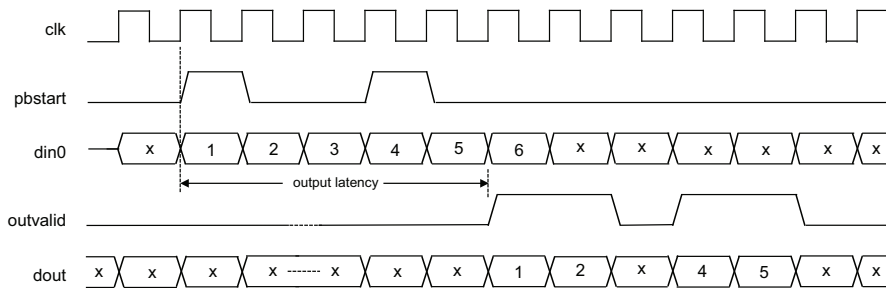 clk
pbstart
din0 x 1 2 3 4 5 6 x x x x x x
output latency
outvalid
dout x x x x x x x 1 2 x 4 5 x x